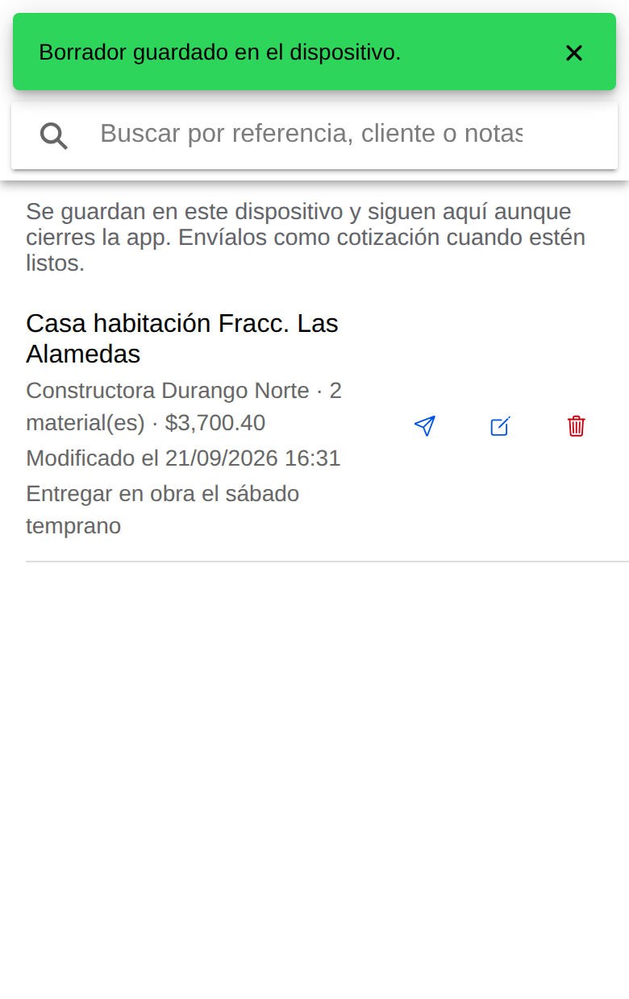 Borrador guardado en el dispositivo.
Buscar por referencia, cliente o notas
Se guardan en este dispositivo y siguen aquí aunque
cierres la app. Envíalos como cotización cuando estén
listos.
Casa habitación Fracc. Las
Alamedas
Constructora Durango Norte · 2
material(es) · $3,700.40
Modificado el 21/09/2026 16:31
Entregar en obra el sábado
temprano